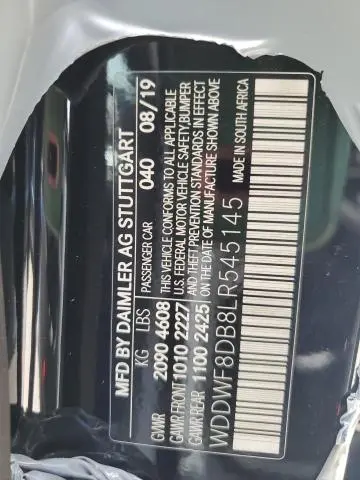 MFD BY DAIMLER AG STUTTGART
KG LBS PASSENGER CAR 040 08/19
GVWR 2090 4608 THIS VEHICLE CONFORMS TO ALL APPLICABLE
GAWR FRONT 1010 2227 U.S. FEDERAL MOTOR VEHICLE SAFETY, BUMPER
GAWR REAR 1100 2425 THEFT PREVENTION STANDARDS IN EFFECT
ON THE DATE OF MANUFACTURE SHOWN ABOVE
WDDWF8DB8LR545145 MADE IN SOUTH AFRICA